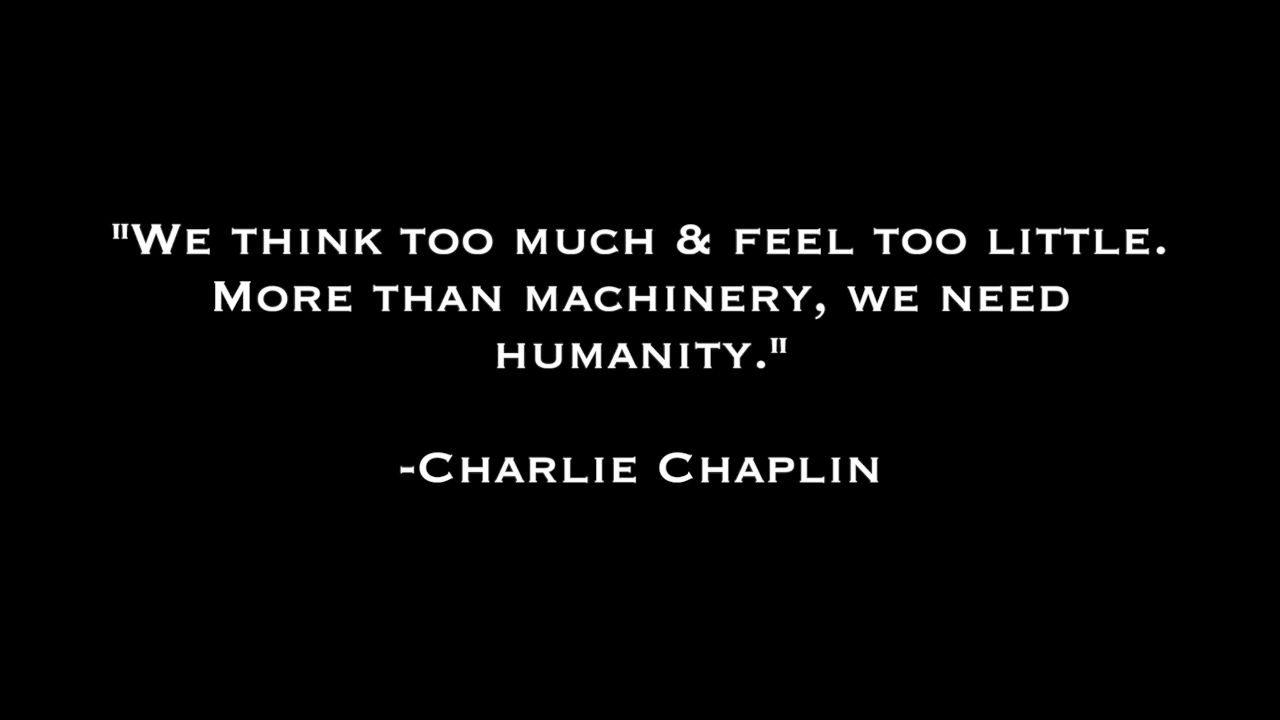 "We think too much & feel too little.
More than machinery, we need
humanity."
-Charlie Chaplin